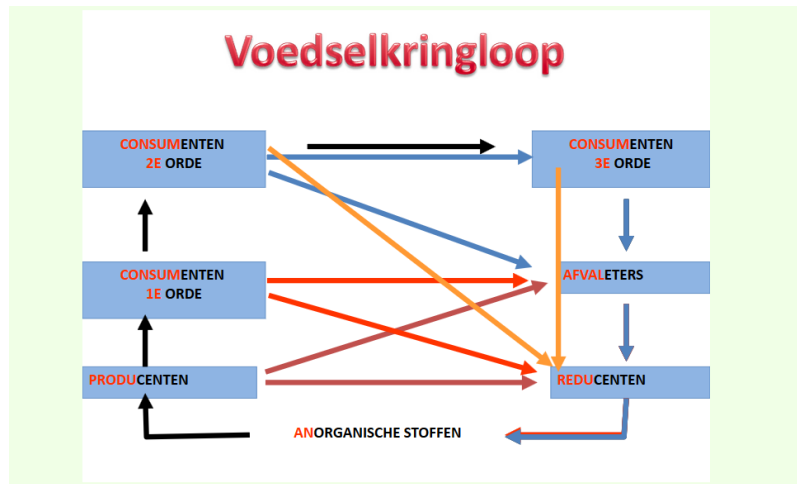 Voedselkringloop
CONSUMENTEN
2E ORDE
CONSUMENTEN
3E ORDE
CONSUMENTEN
1E ORDE
AFVALETERS
PRODUCENTEN
REDUCENTEN
ANORGANISCHE STOFFEN